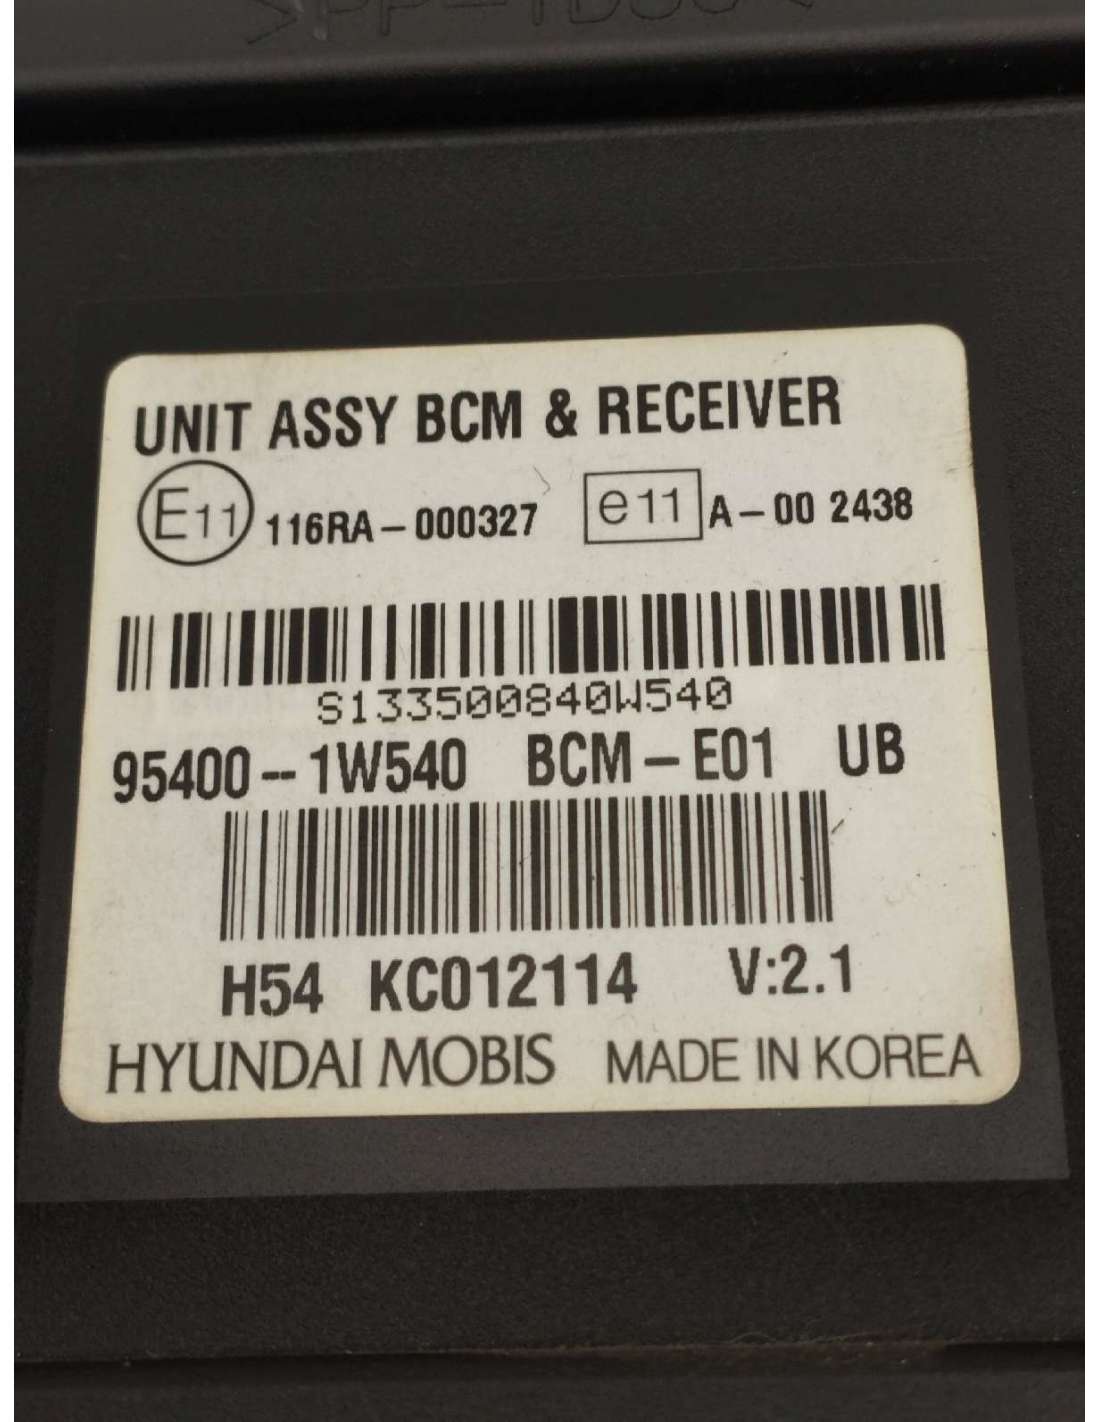 UNIT ASSY BCM & RECEIVER
E11 116RA-000327 e11 A-00 2438
S133500840W540
95400--1W540 BCM-E01 UB
H54 KC012114 V:2.1
HYUNDAI MOBIS MADE IN KOREA